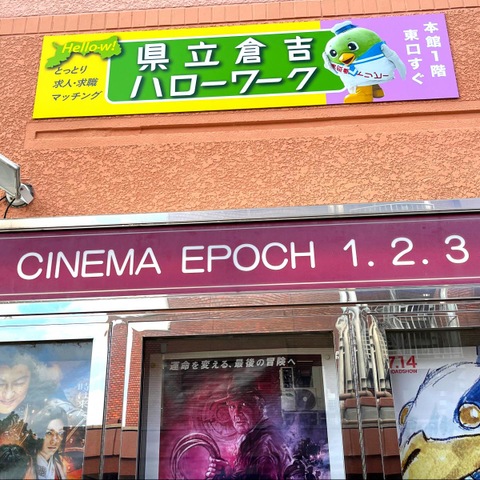 Hello-w!
とっとり
求人・求職
マッチング
県立倉吉
ハローワーク
本館1階
東口すぐ
CINEMA EPOCH 1.2.3
運命を変える、最後の冒険へ
7.14
ROADSHOW